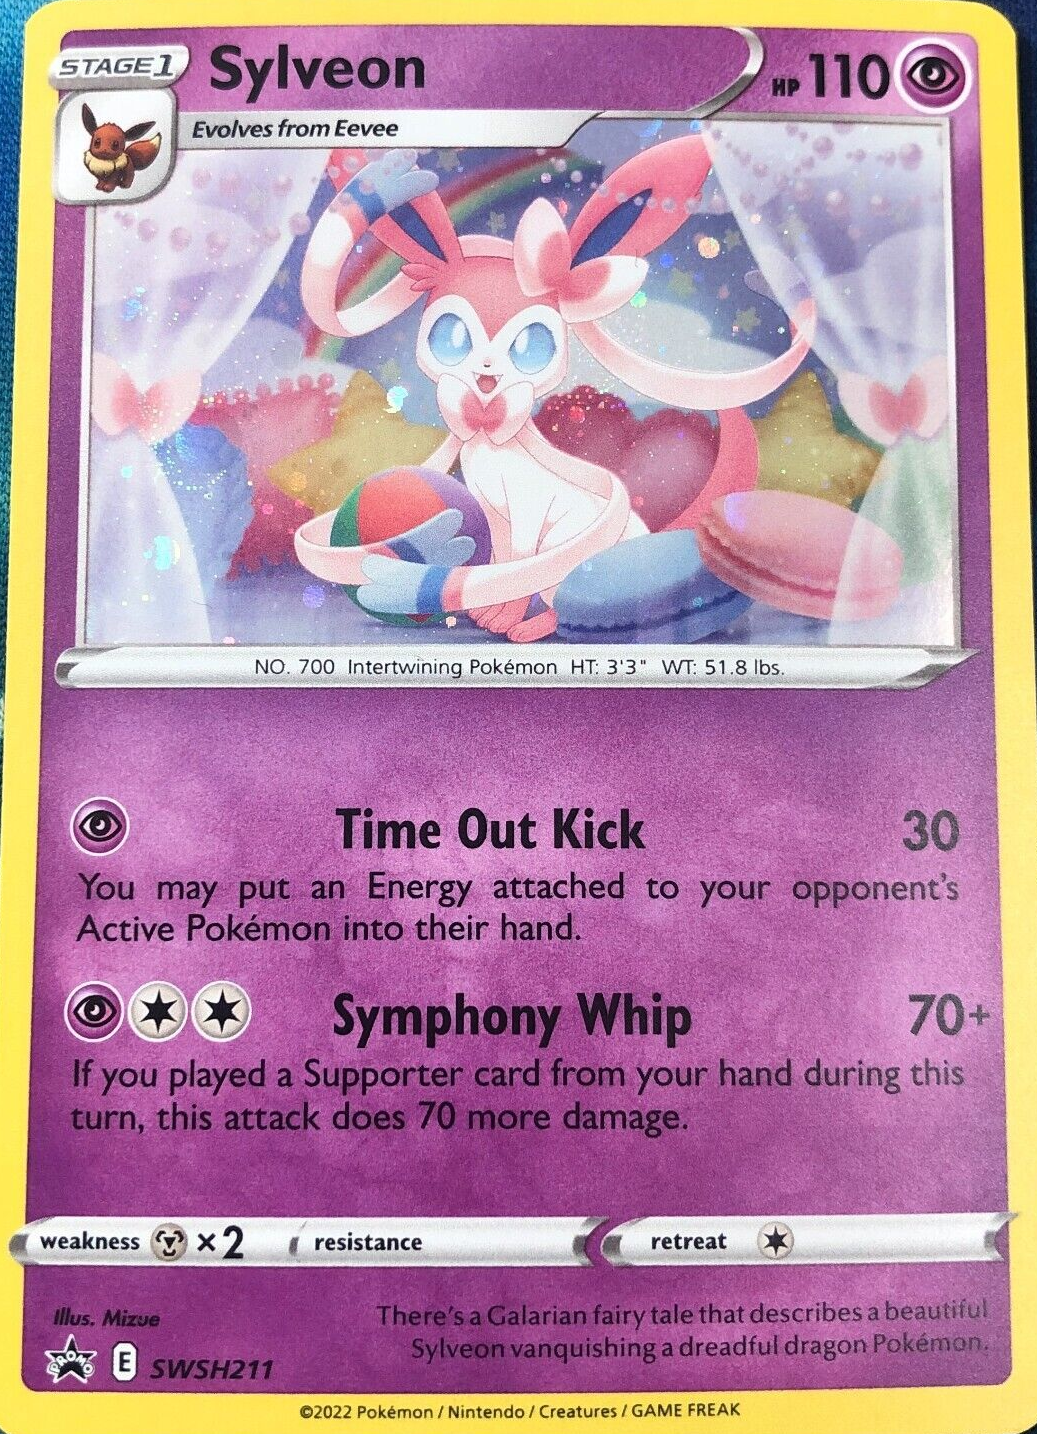 STAGE1 Sylveon HP 110
Evolves from Eevee
NO. 700 Intertwining Pokémon HT: 3'3" WT: 51.8 lbs.
Time Out Kick 30
You may put an Energy attached to your opponent's
Active Pokémon into their hand.
Symphony Whip 70+
If you played a Supporter card from your hand during this
turn, this attack does 70 more damage.
weakness ×2 resistance retreat
Illus. Mizue
There's a Galarian fairy tale that describes a beautiful
Sylveon vanquishing a dreadful dragon Pokémon.
PROMO E SWSH211
©2022 Pokémon / Nintendo / Creatures / GAME FREAK